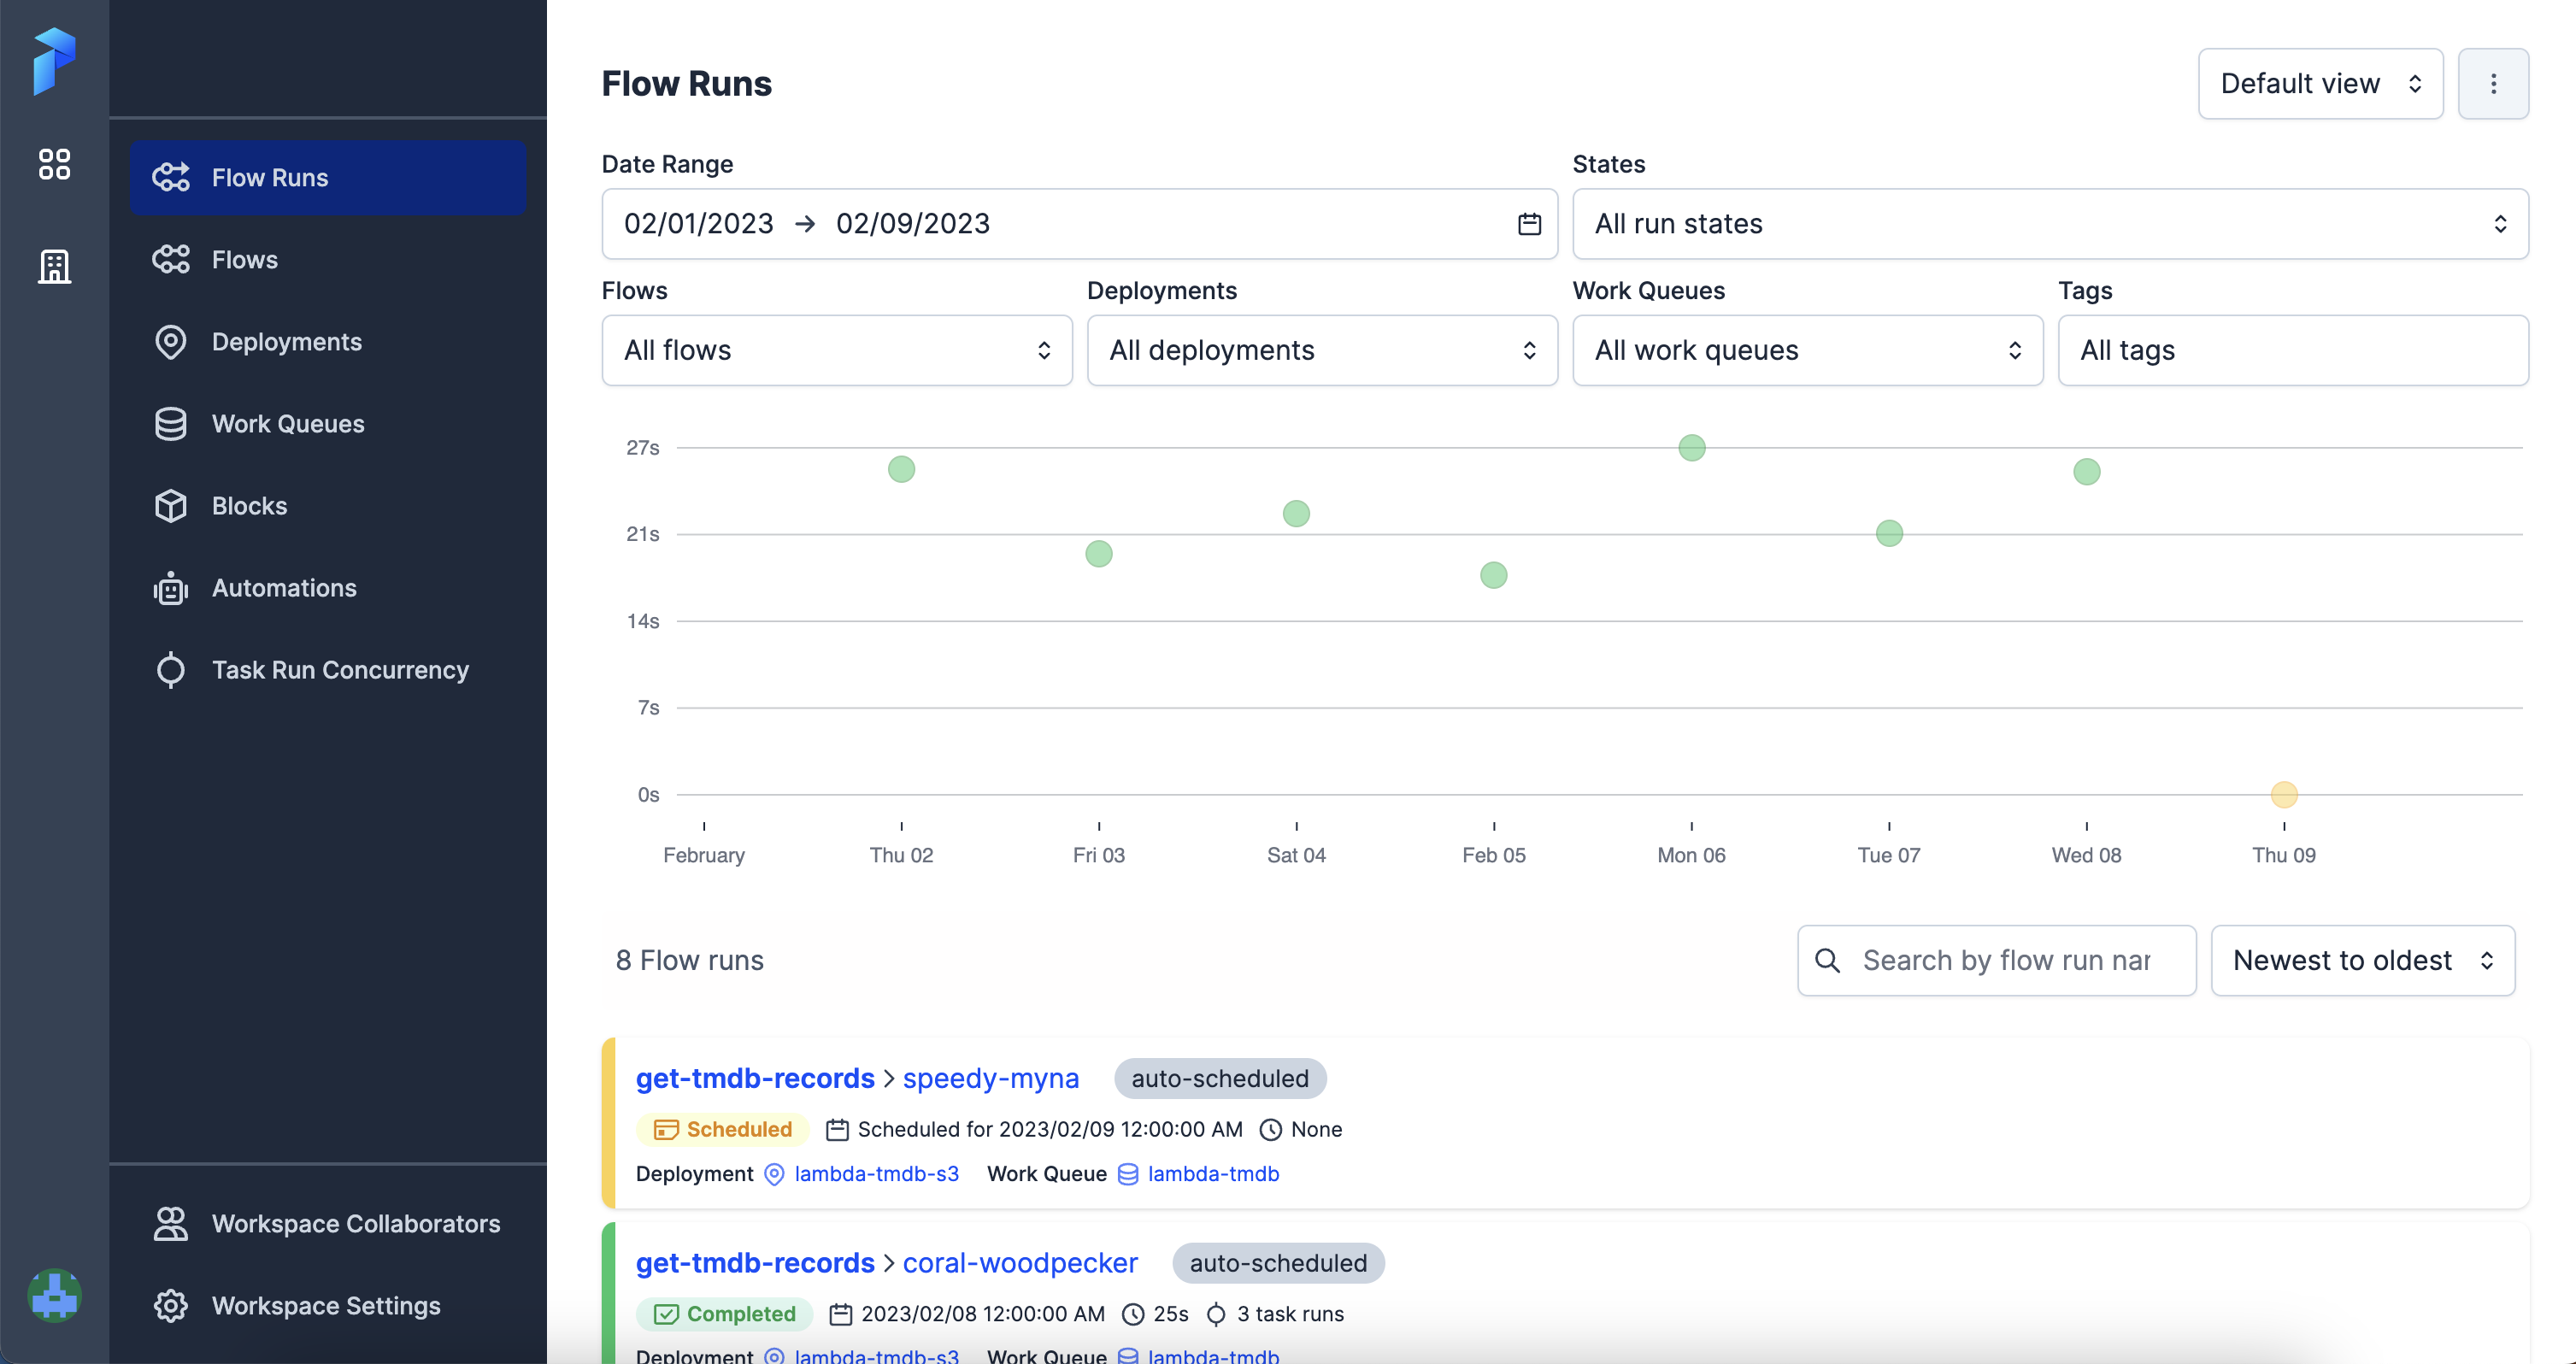 Flow Runs
Flows
Deployments
Work Queues
Blocks
Automations
Task Run Concurrency
Workspace Collaborators
Workspace Settings
Flow Runs
Default view
Date Range
States
02/01/2023 → 02/09/2023
All run states
Flows
Deployments
Work Queues
Tags
All flows
All deployments
All work queues
All tags
27s
21s
14s
7s
0s
February
Thu 02
Fri 03
Sat 04
Feb 05
Mon 06
Tue 07
Wed 08
Thu 09
8 Flow runs
Search by flow run nar
Newest to oldest
get-tmdb-records > speedy-myna auto-scheduled
Scheduled Scheduled for 2023/02/09 12:00:00 AM None
Deployment lambda-tmdb-s3 Work Queue lambda-tmdb
get-tmdb-records > coral-woodpecker auto-scheduled
Completed 2023/02/08 12:00:00 AM 25s 3 task runs
Deployment lambda-tmdb-s3 Work Queue lambda-tmdb